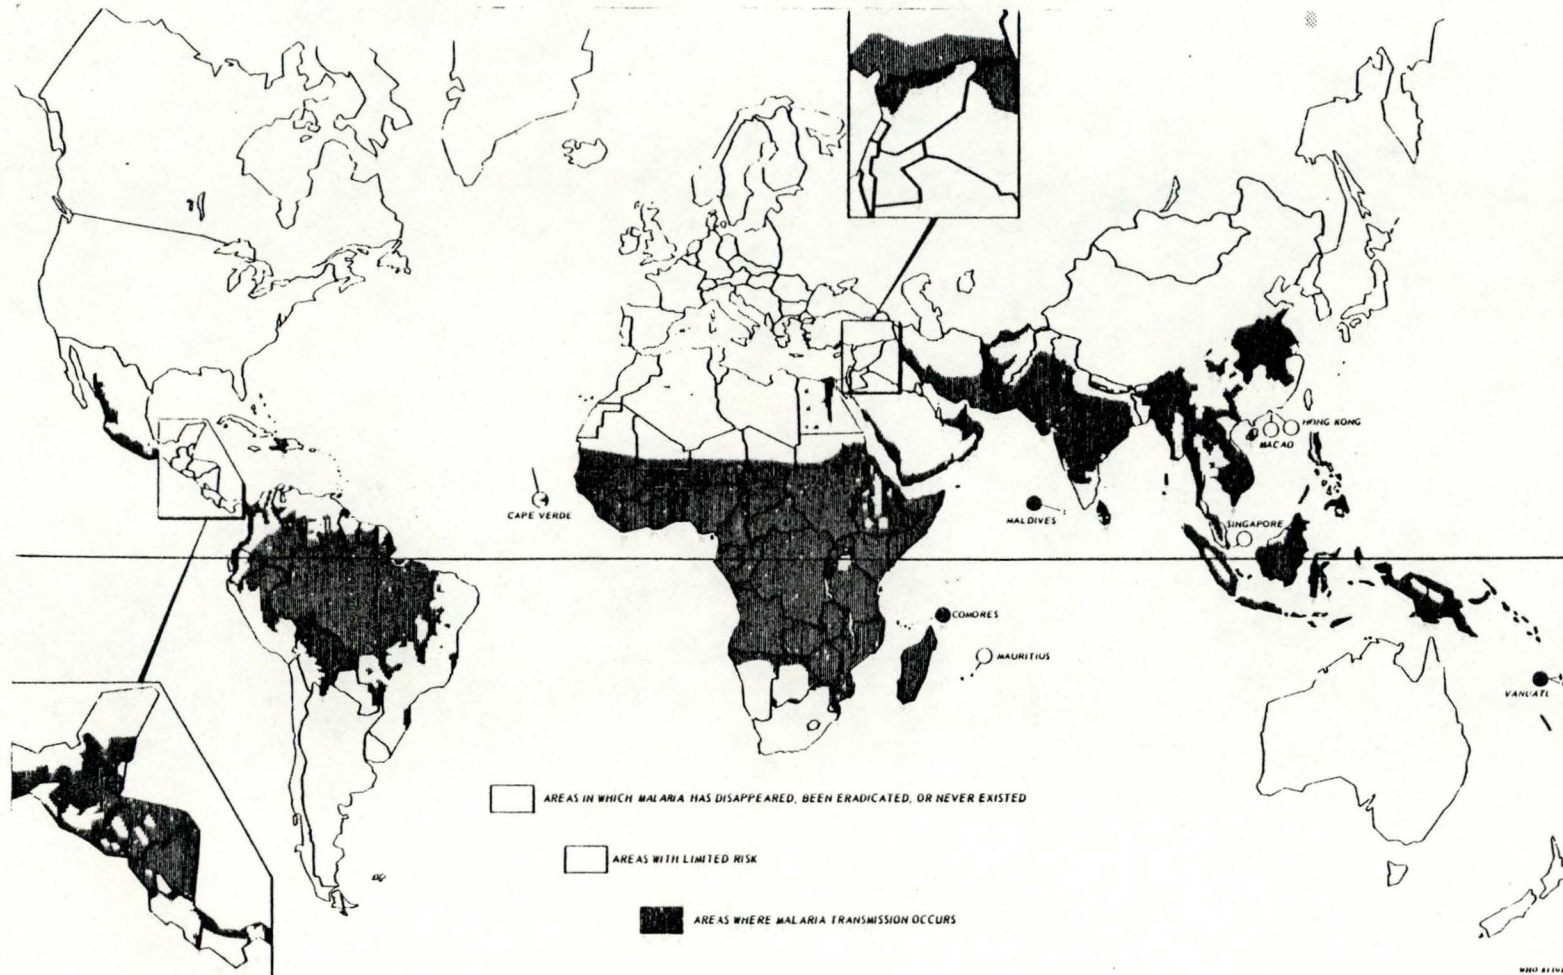 HONG KONG
MACAO
CAPE VERDE
MALDIVES
SINGAPORE
COMORES
MAURITIUS
AREAS IN WHICH MALARIA HAS DISAPPEARED, BEEN ERADICATED, OR NEVER EXISTED
AREAS WITH LIMITED RISK
AREAS WHERE MALARIA TRANSMISSION OCCURS
WHO